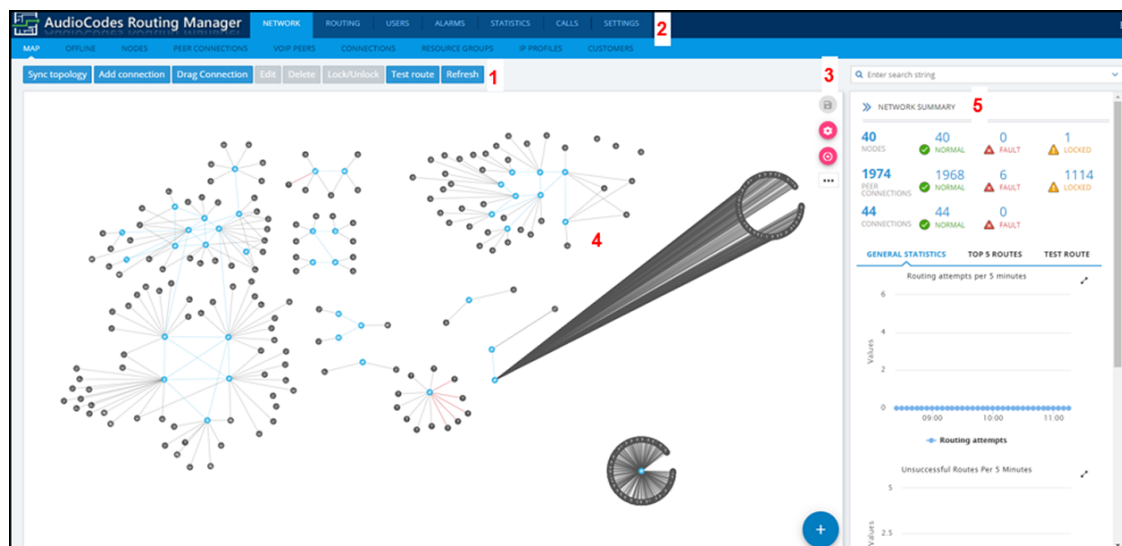 AudioCodes Routing Manager
NETWORK ROUTING USERS ALARMS STATISTICS CALLS SETTINGS 2
MAP OFFLINE NODES PEER CONNECTIONS VOIP PEERS CONNECTIONS RESOURCE GROUPS IP PROFILES CUSTOMERS
Sync topology Add connection Drag Connection Edit Delete Lock/Unlock Test route Refresh 1
3
Enter search string
NETWORK SUMMARY 5
40 40 0 1
NODES NORMAL FAULT LOCKED
1974 1968 6 1114
PEER CONNECTIONS NORMAL FAULT LOCKED
44 44 0
CONNECTIONS NORMAL FAULT
4
GENERAL STATISTICS TOP 5 ROUTES TEST ROUTE
Routing attempts per 5 minutes
6
4
Values
2
0
09:00 10:00 11:00
Routing attempts
Unsuccessful Routes Per 5 Minutes
5
Values
2.5
+